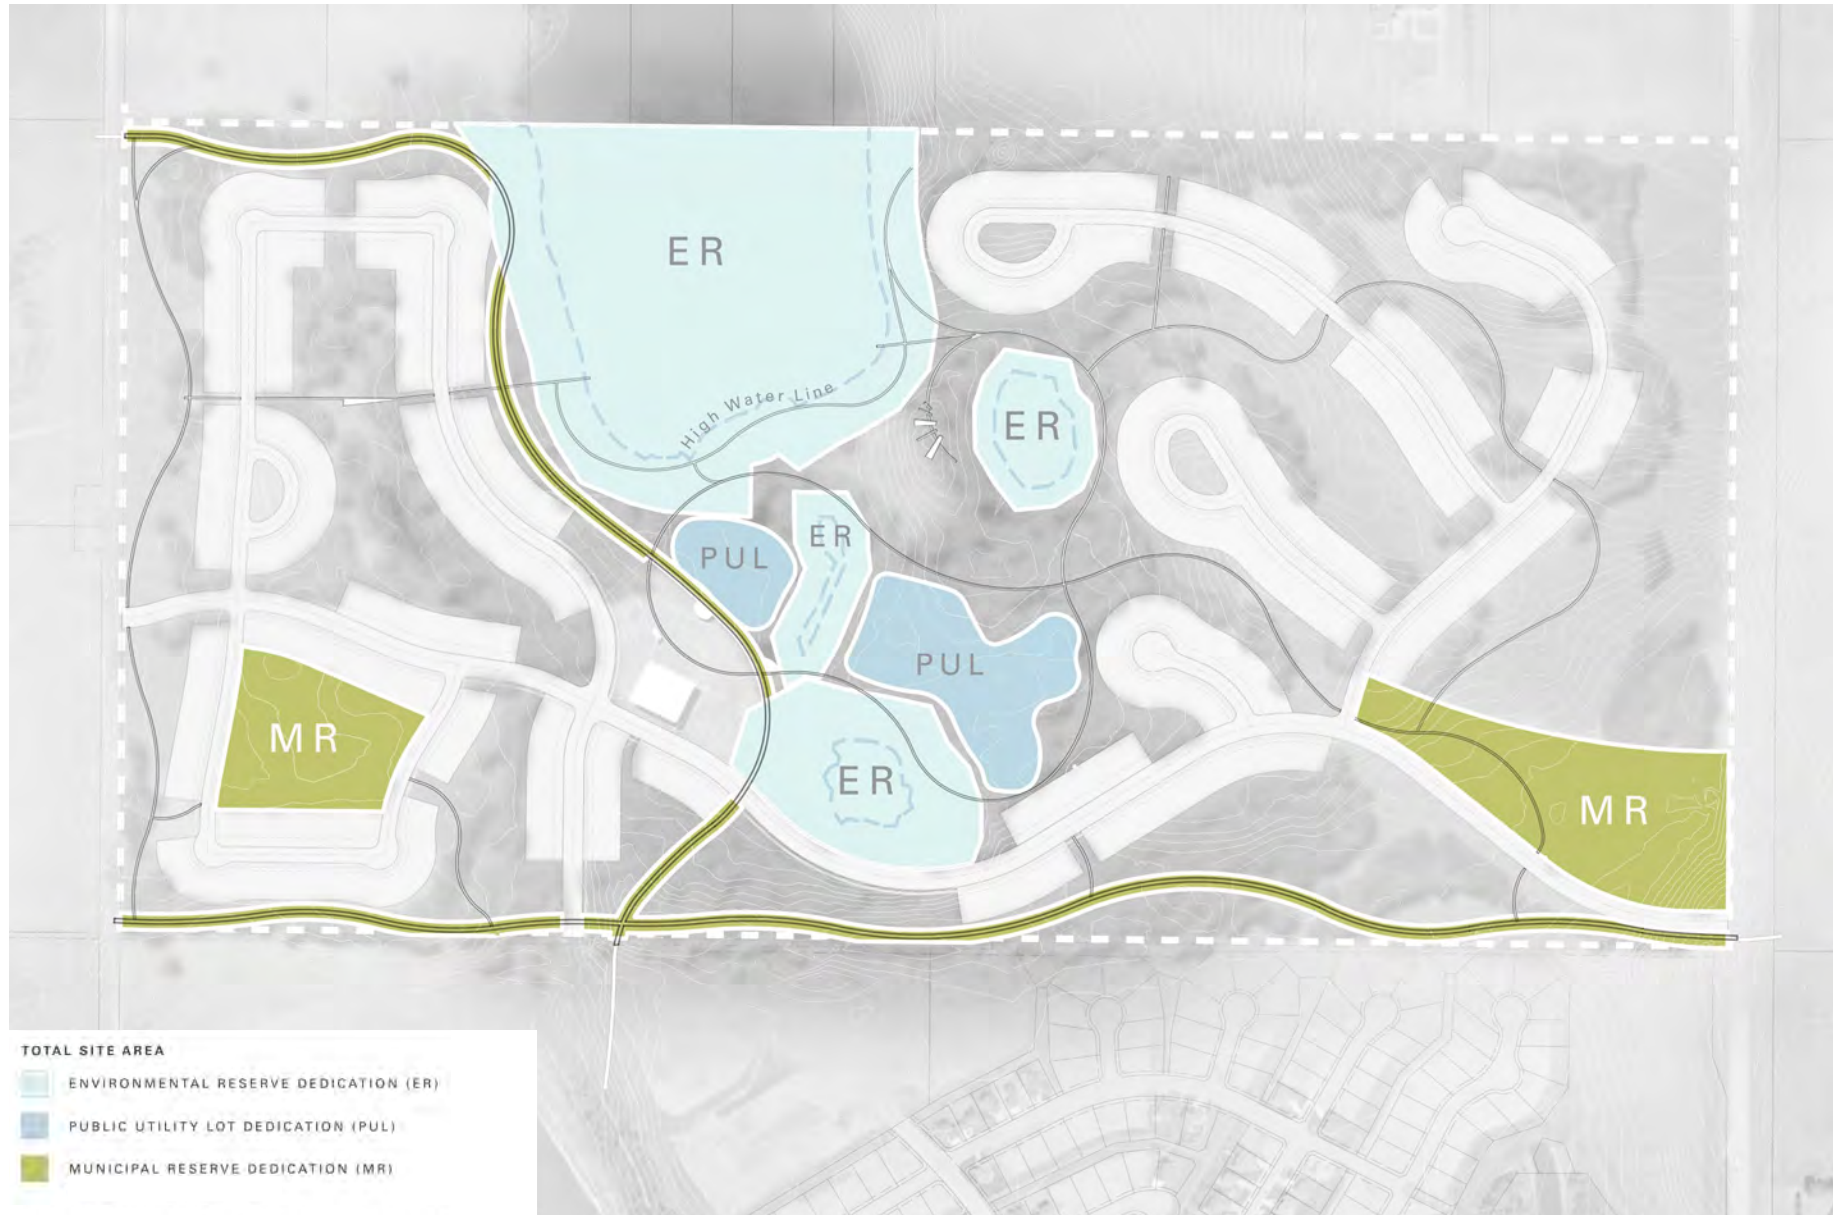 ER
High Water Line
ER
ER
PUL
PUL
MR
ER
MR
TOTAL SITE AREA
ENVIRONMENTAL RESERVE DEDICATION (ER)
PUBLIC UTILITY LOT DEDICATION (PUL)
MUNICIPAL RESERVE DEDICATION (MR)